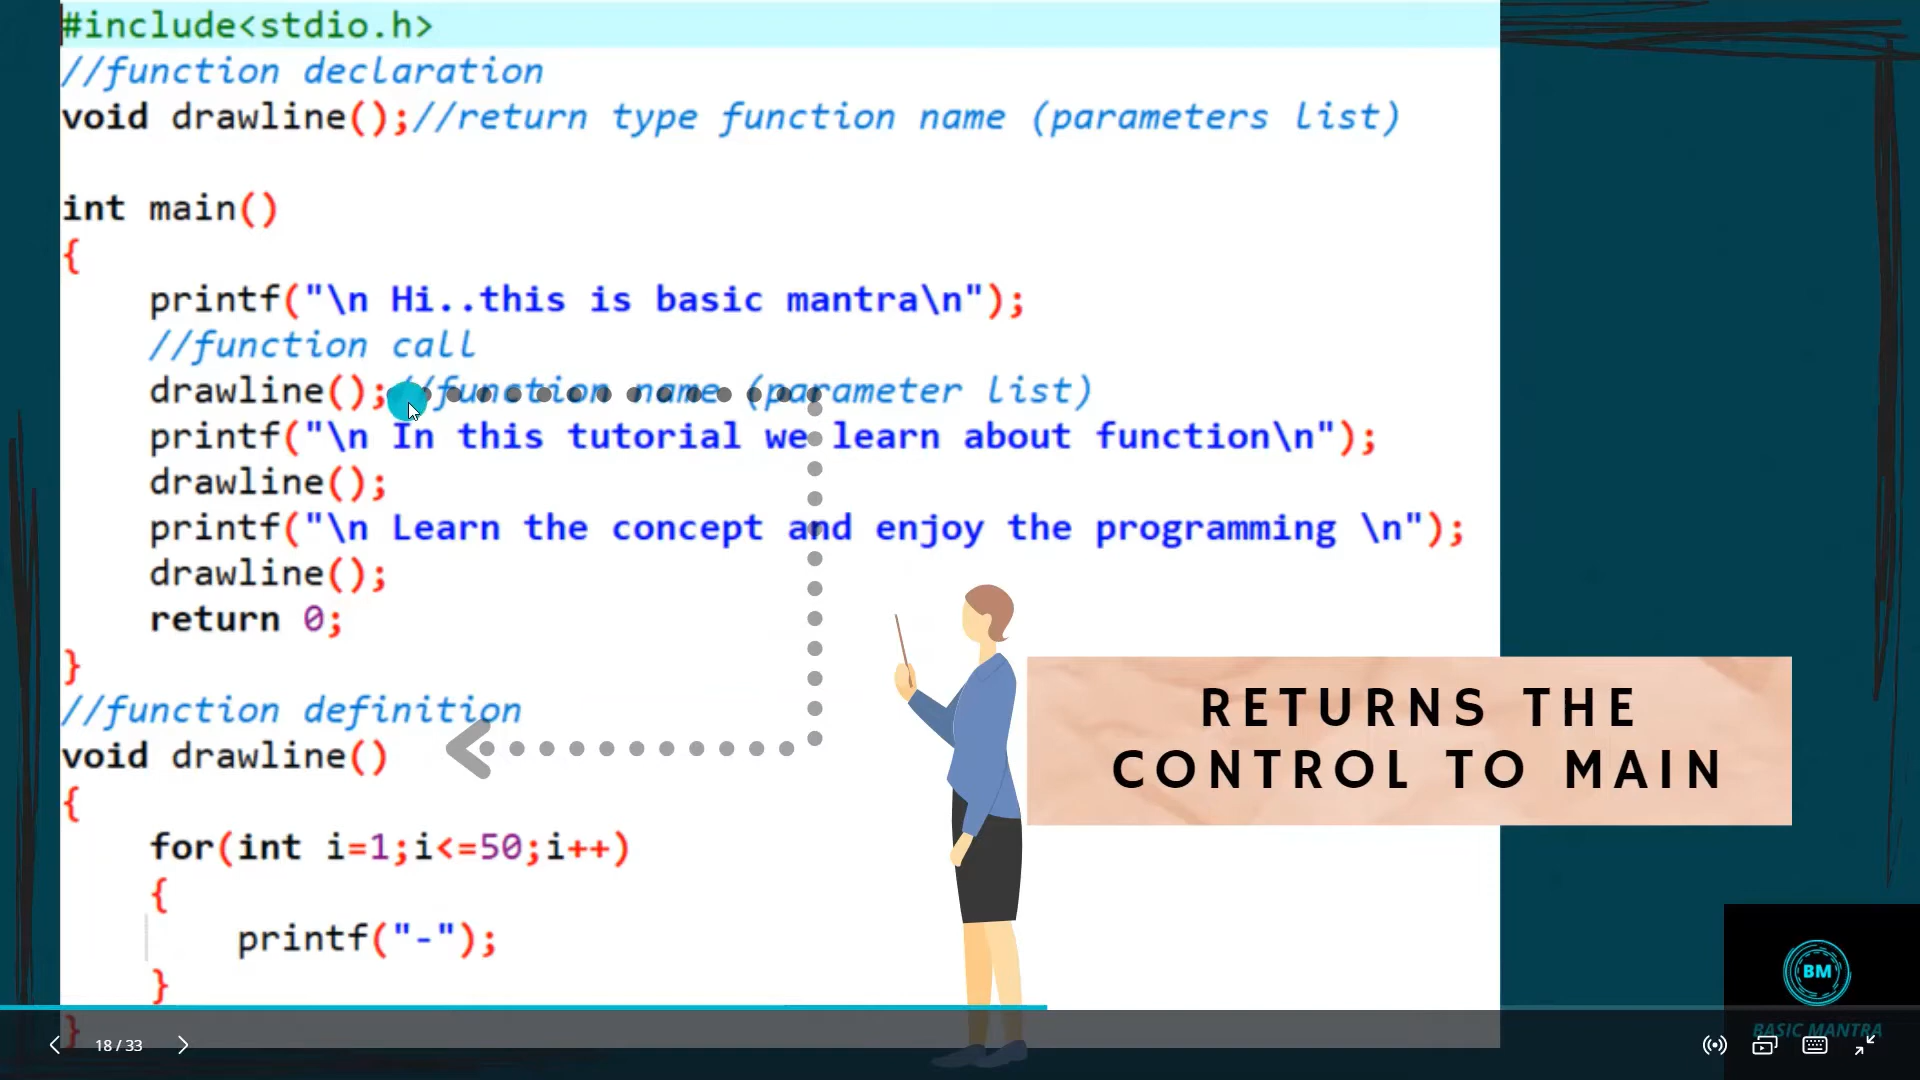 #include<stdio.h>
//function declaration
void drawline();//return type function name (parameters list)
int main()
{
printf("\n Hi..this is basic mantra\n");
//function call
drawline();//function name (parameter list)
printf("\n In this tutorial we learn about function\n");
drawline();
printf("\n Learn the concept and enjoy the programming \n");
drawline();
return 0;
}
//function definition
void drawline()
{
for(int i=1;i<=50;i++)
{
printf("-");
}
}
RETURNS THE
CONTROL TO MAIN
BM
BASIC MANTRA
18 / 33